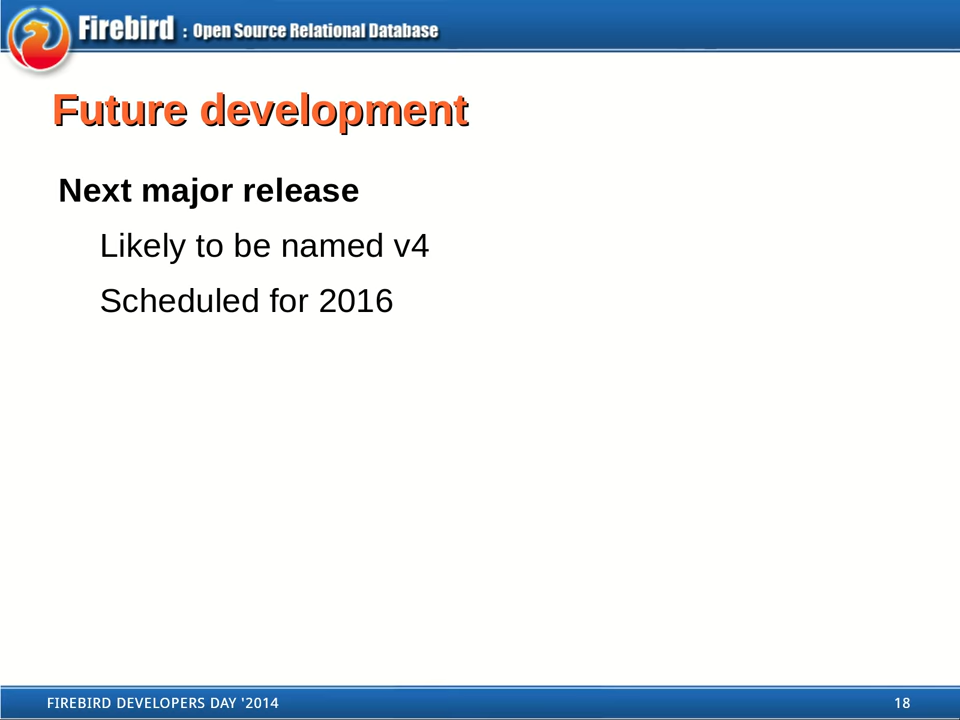 Firebird : Open Source Relational Database
Future development
Next major release
Likely to be named v4
Scheduled for 2016
FIREBIRD DEVELOPERS DAY '2014 18